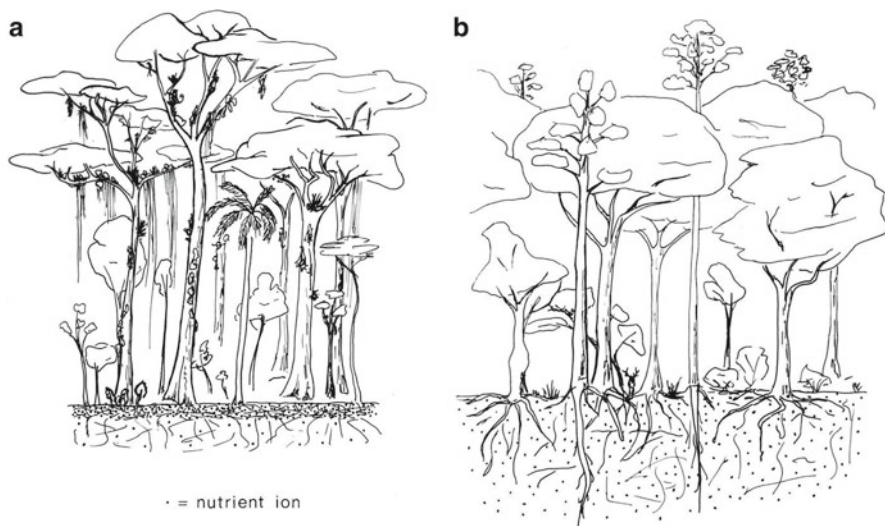 a
b
· = nutrient ion